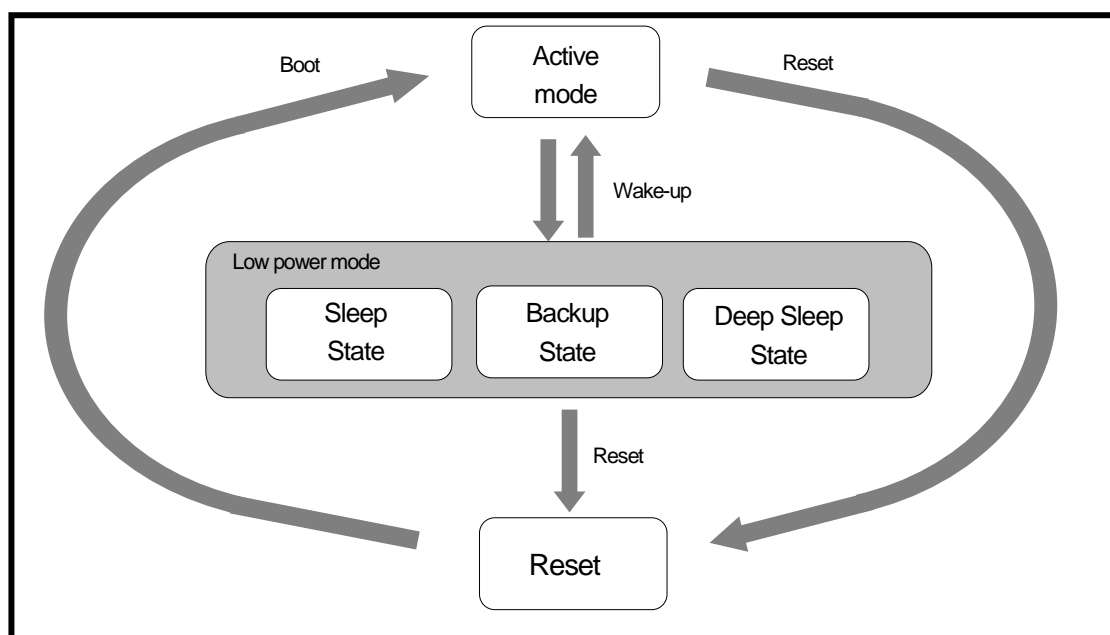 Active
mode
Boot
Reset
Wake-up
Low power mode
Sleep
State
Backup
State
Deep Sleep
State
Reset
Reset